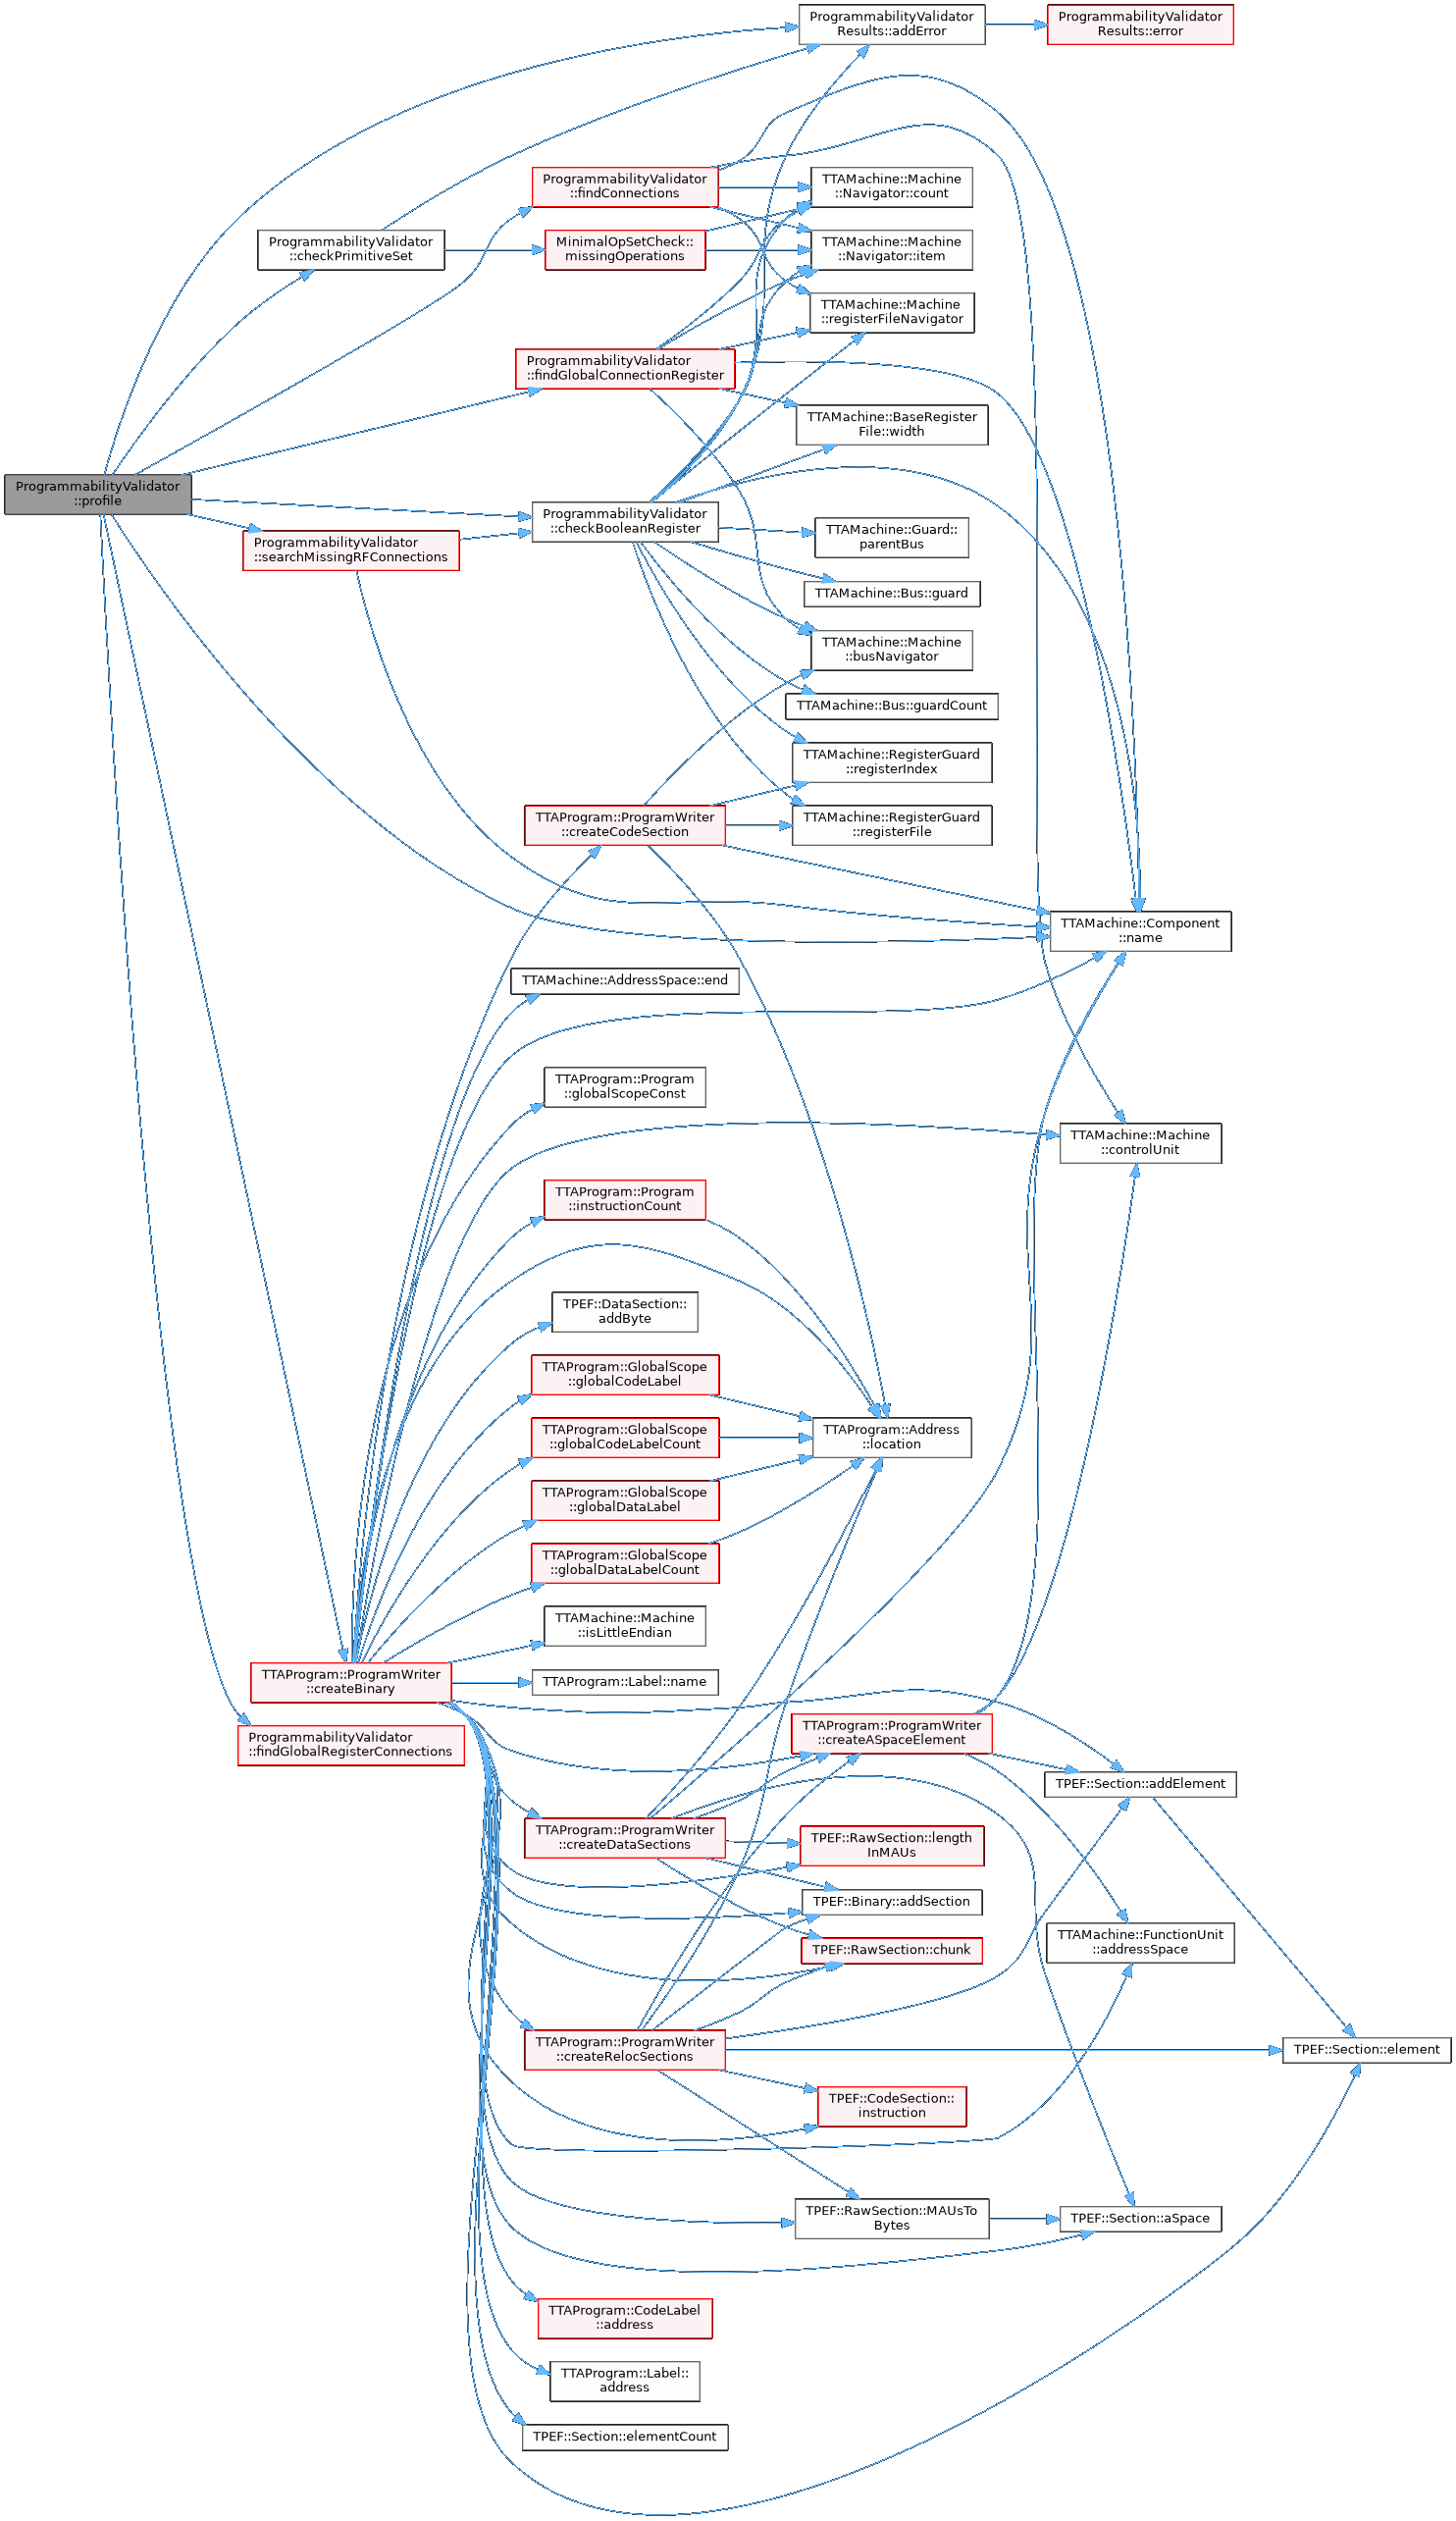 ProgrammabilityValidator
Results::addError
ProgrammabilityValidator
Results::error
ProgrammabilityValidator
::findConnections
TTAMachine::Machine
::Navigator::count
ProgrammabilityValidator
::checkPrimitiveSet
MinimalOpSetCheck::
missingOperations
TTAMachine::Machine
::Navigator::item
TTAMachine::Machine
::registerFileNavigator
ProgrammabilityValidator
::findGlobalConnectionRegister
TTAMachine::BaseRegister
File::width
ProgrammabilityValidator
::profile
ProgrammabilityValidator
::checkBooleanRegister
ProgrammabilityValidator
::searchMissingRFConnections
TTAMachine::Guard::
parentBus
TTAMachine::Bus::guard
TTAMachine::Machine
::busNavigator
TTAMachine::Bus::guardCount
TTAMachine::RegisterGuard
::registerIndex
TTAProgram::ProgramWriter
::createCodeSection
TTAMachine::RegisterGuard
::registerFile
TTAMachine::Component
::name
TTAMachine::AddressSpace::end
TTAProgram::Program
::globalScopeConst
TTAMachine::Machine
::controlUnit
TTAProgram::Program
::instructionCount
TPEF::DataSection::
addByte
TTAProgram::GlobalScope
::globalCodeLabel
TTAProgram::GlobalScope
::globalCodeLabelCount
TTAProgram::Address
::location
TTAProgram::GlobalScope
::globalDataLabel
TTAProgram::GlobalScope
::globalDataLabelCount
TTAMachine::Machine
::isLittleEndian
TTAProgram::ProgramWriter
::createBinary
TTAProgram::Label::name
ProgrammabilityValidator
::findGlobalRegisterConnections
TTAProgram::ProgramWriter
::createASpaceElement
TPEF::Section::addElement
TTAProgram::ProgramWriter
::createDataSections
TPEF::RawSection::length
InMAUs
TPEF::Binary::addSection
TTAMachine::FunctionUnit
::addressSpace
TPEF::RawSection::chunk
TTAProgram::ProgramWriter
::createRelocSections
TPEF::Section::element
TPEF::CodeSection::
instruction
TPEF::RawSection::MAUsTo
Bytes
TPEF::Section::aSpace
TTAProgram::CodeLabel
::address
TTAProgram::Label::
address
TPEF::Section::elementCount